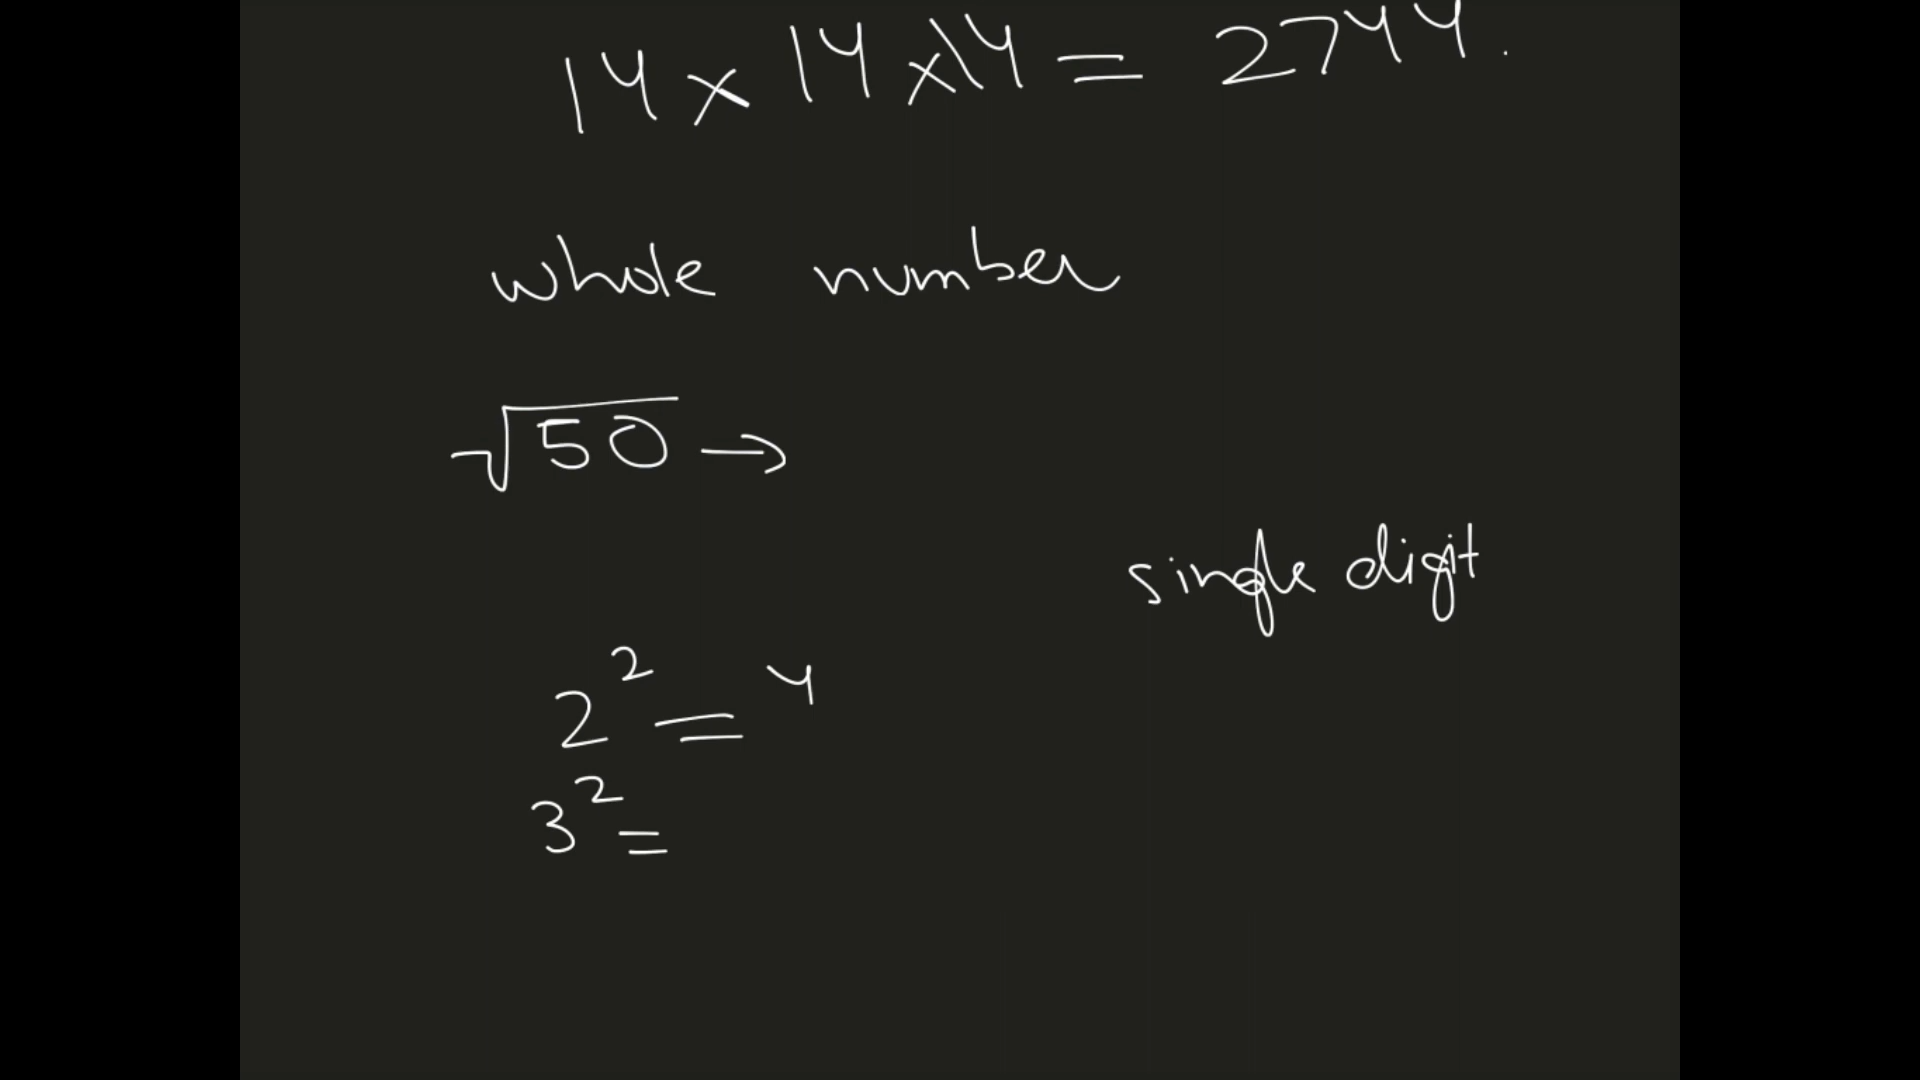 14 × 14 × 14 = 2744.
whole number
√50 →
single digit
2² = 4
3² =